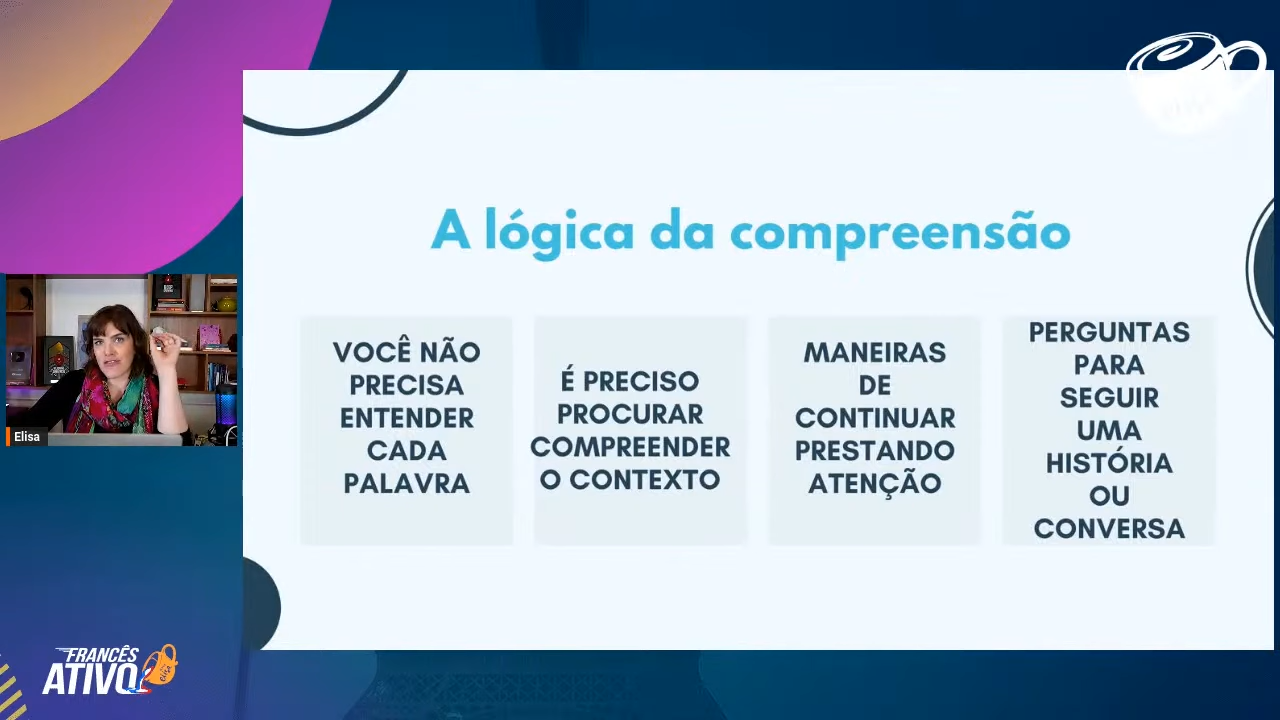 A lógica da compreensão
VOCÊ NÃO
PRECISA
ENTENDER
CADA
PALAVRA
É PRECISO
PROCURAR
COMPREENDER
O CONTEXTO
MANEIRAS
DE
CONTINUAR
PRESTANDO
ATENÇÃO
PERGUNTAS
PARA
SEGUIR
UMA
HISTÓRIA
OU
CONVERSA
Elisa
FRANCÊS
ATIVO